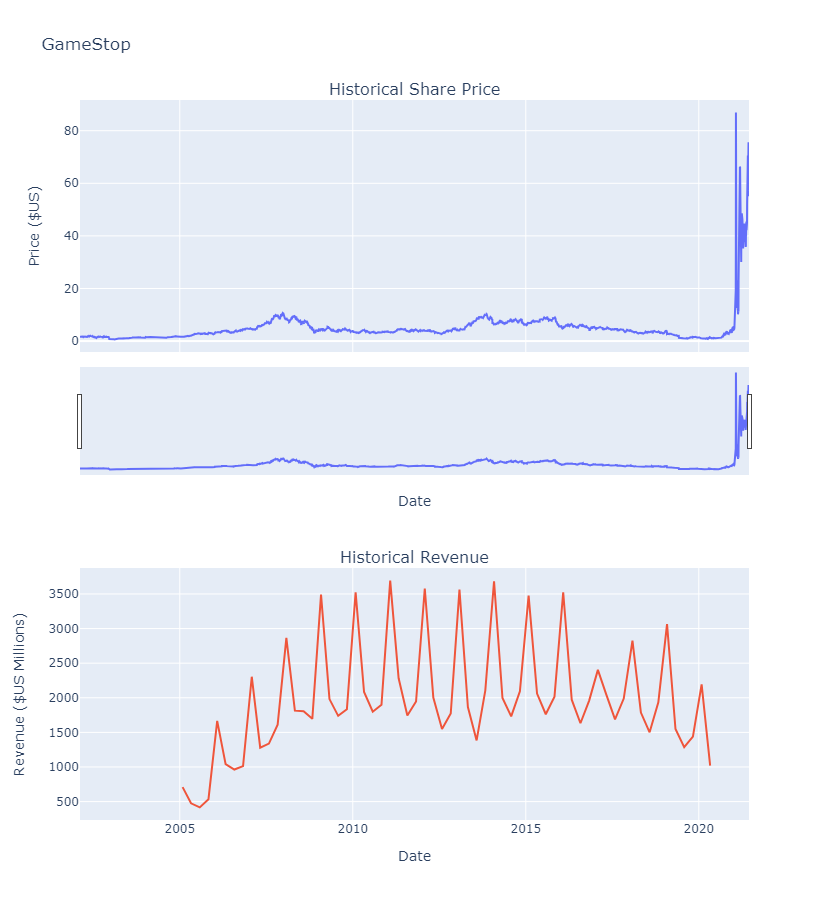 GameStop
Historical Share Price
80
60
40
20
0
Price ($US)
Date
Historical Revenue
3500
3000
2500
2000
1500
1000
500
Revenue ($US Millions)
2005 2010 2015 2020
Date